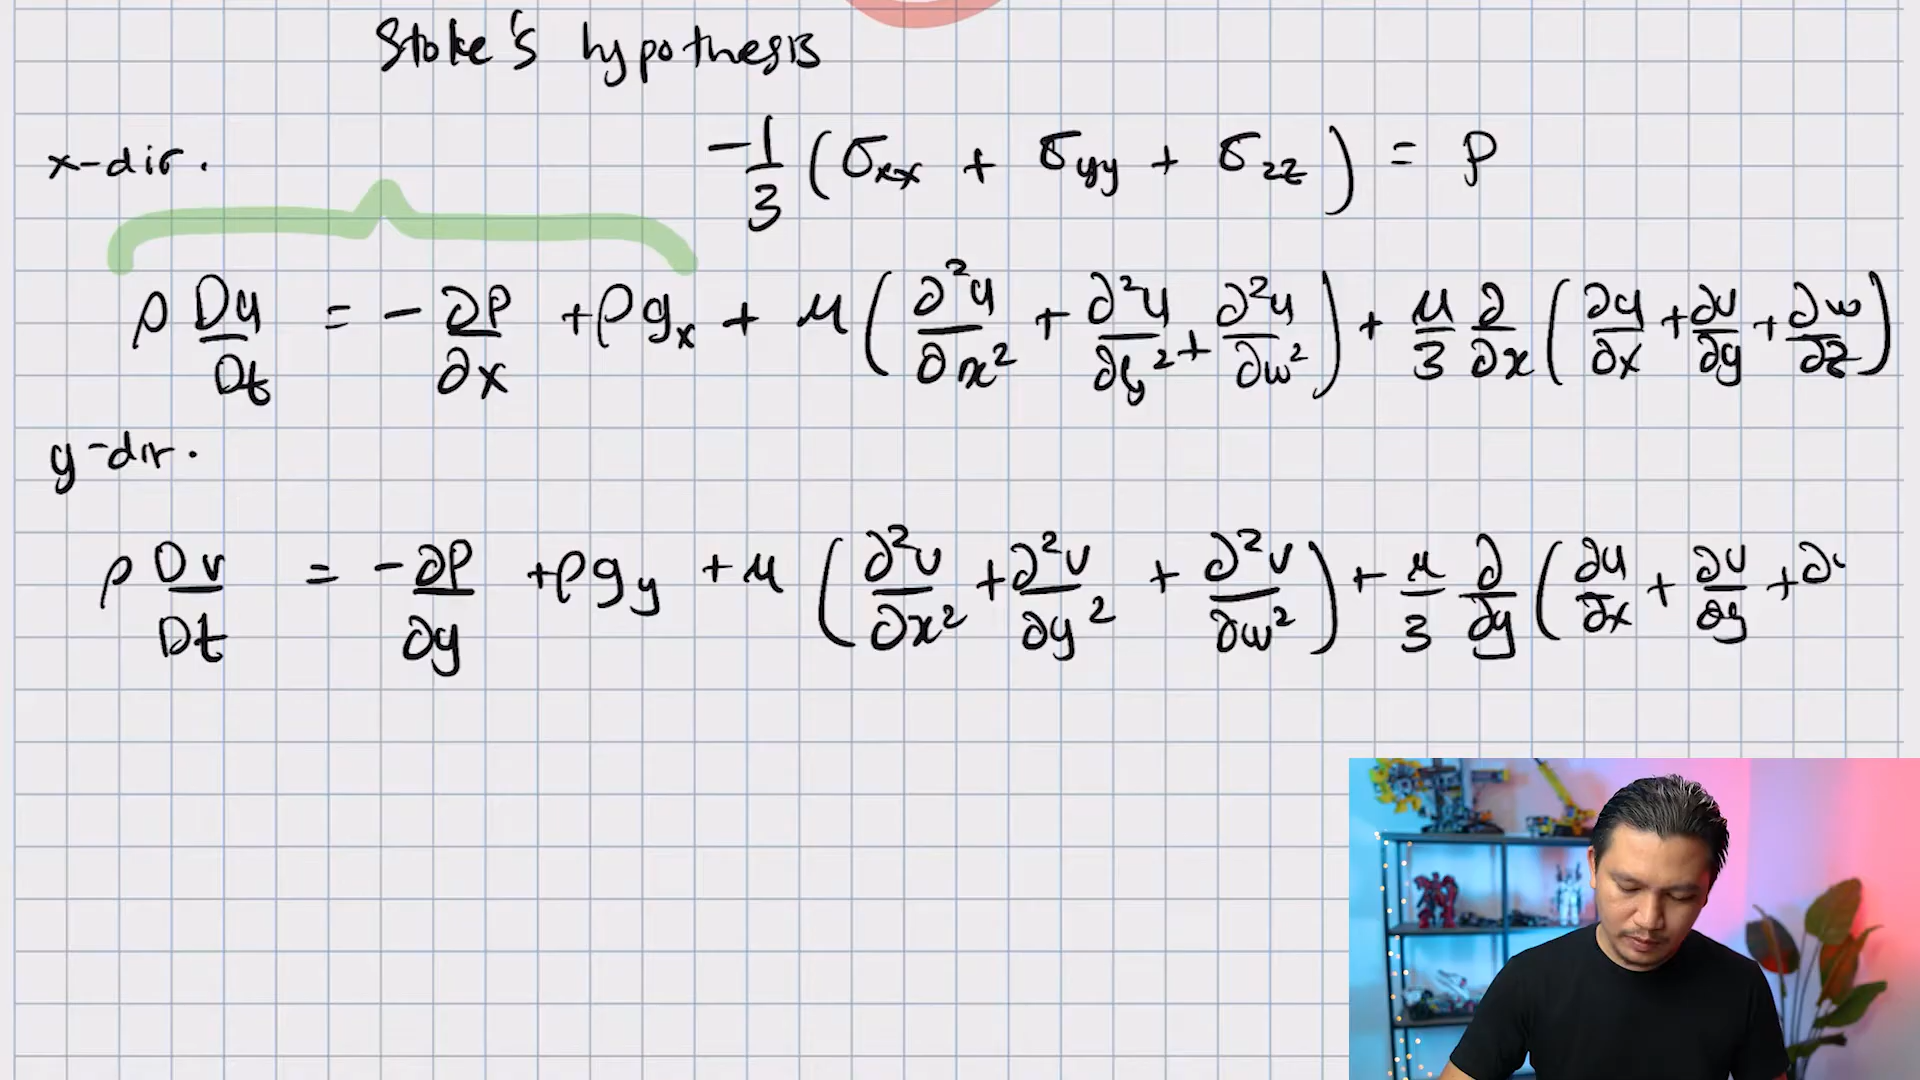 Stoke's hypothesis
x-dir.
-1/3 (σxx + σyy + σzz) = P
ρ Du/Dt = - ∂P/∂x + ρgx + μ (∂²u/∂x² + ∂²u/∂y² + ∂²u/∂w²) + μ/3 ∂/∂x (∂u/∂x + ∂v/∂y + ∂w/∂z)
y-dir.
ρ Dv/Dt = -∂P/∂y + ρgy + μ (∂²v/∂x² + ∂²v/∂y² + ∂²v/∂w²) + μ/3 ∂/∂y (∂u/∂x + ∂v/∂y + ∂